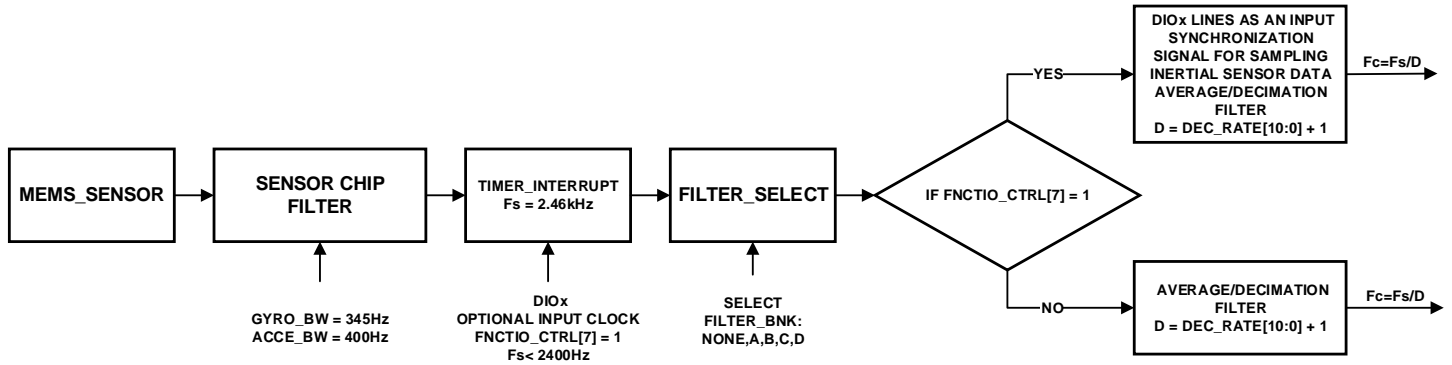 MEMS_SENSOR
SENSOR CHIP
FILTER
GYRO_BW = 345Hz
ACCE_BW = 400Hz
TIMER_INTERRUPT
Fs = 2.46kHz
DIOx
OPTIONAL INPUT CLOCK
FNCTIO_CTRL[7] = 1
Fs< 2400Hz
FILTER_SELECT
SELECT
FILTER_BNK:
NONE,A,B,C,D
IF FNCTIO_CTRL[7] = 1
YES
DIOx LINES AS AN INPUT
SYNCHRONIZATION
SIGNAL FOR SAMPLING
INERTIAL SENSOR DATA
AVERAGE/DECIMATION
FILTER
D = DEC_RATE[10:0] + 1
Fc=Fs/D
NO
AVERAGE/DECIMATION
FILTER
D = DEC_RATE[10:0] + 1
Fc=Fs/D